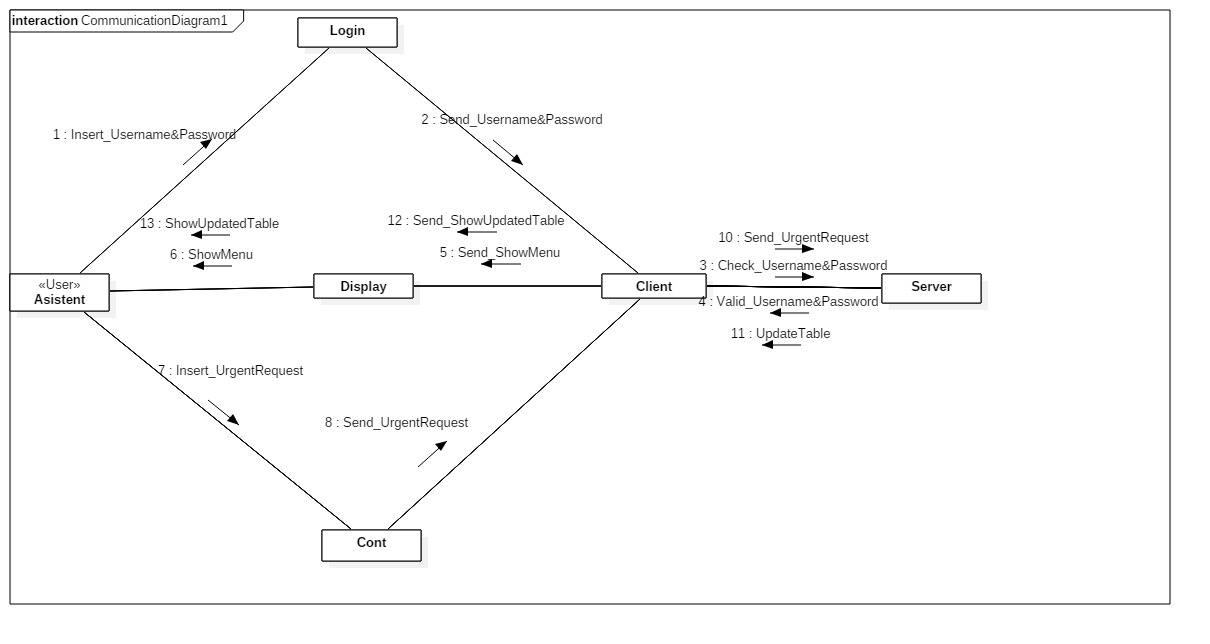 interaction CommunicationDiagram1
Login
1 : Insert_Username&Password
2 : Send_Username&Password
13 : ShowUpdatedTable
12 : Send_ShowUpdatedTable
10 : Send_UrgentRequest
6 : ShowMenu
5 : Send_ShowMenu
3 : Check_Username&Password
«User»
Asistent
Display
Client
Server
4 : Valid_Username&Password
11 : UpdateTable
7 : Insert_UrgentRequest
8 : Send_UrgentRequest
Cont